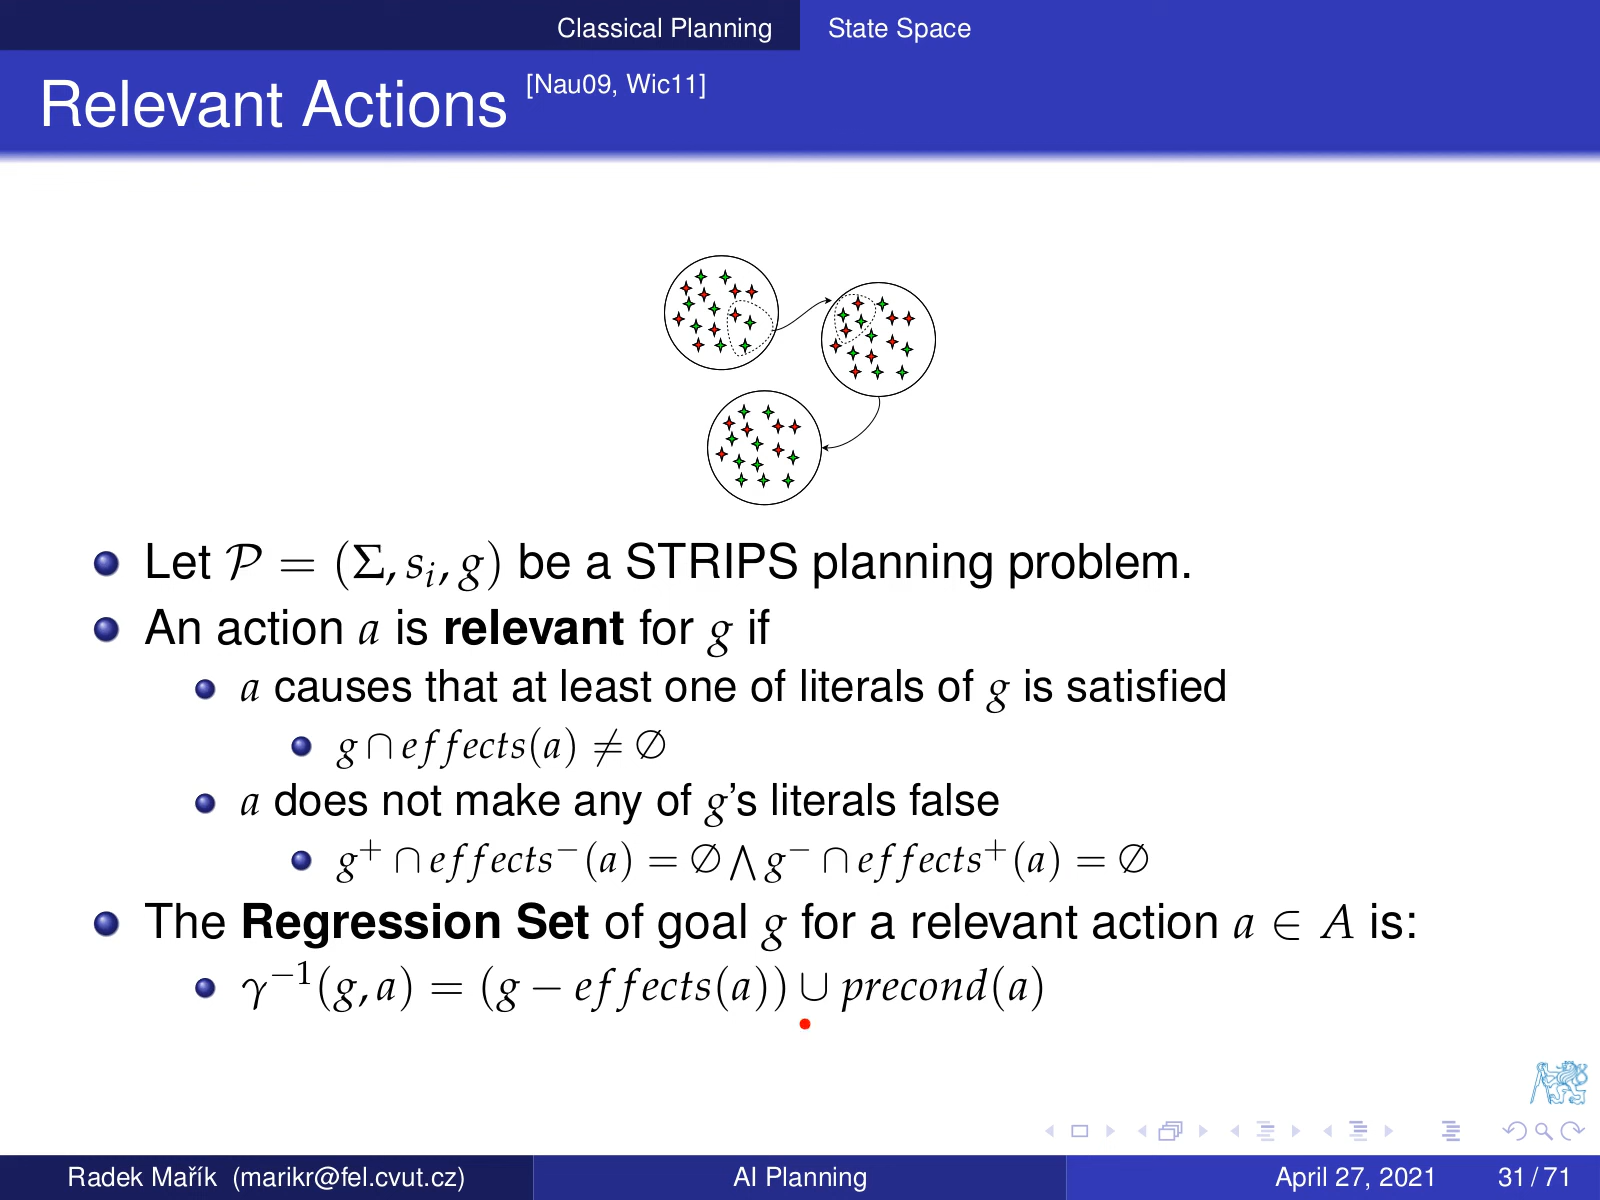 Classical Planning State Space
Relevant Actions [Nau09, Wic11]
Let 𝒫 = (Σ, sᵢ, g) be a STRIPS planning problem.
An action a is relevant for g if
a causes that at least one of literals of g is satisfied
g ∩ effects(a) ≠ ∅
a does not make any of g's literals false
g⁺ ∩ effects⁻(a) = ∅ ⋀ g⁻ ∩ effects⁺(a) = ∅
The Regression Set of goal g for a relevant action a ∈ A is:
γ⁻¹(g, a) = (g − effects(a)) ∪ precond(a)
Radek Mařík (marikr@fel.cvut.cz) AI Planning April 27, 2021 31 / 71